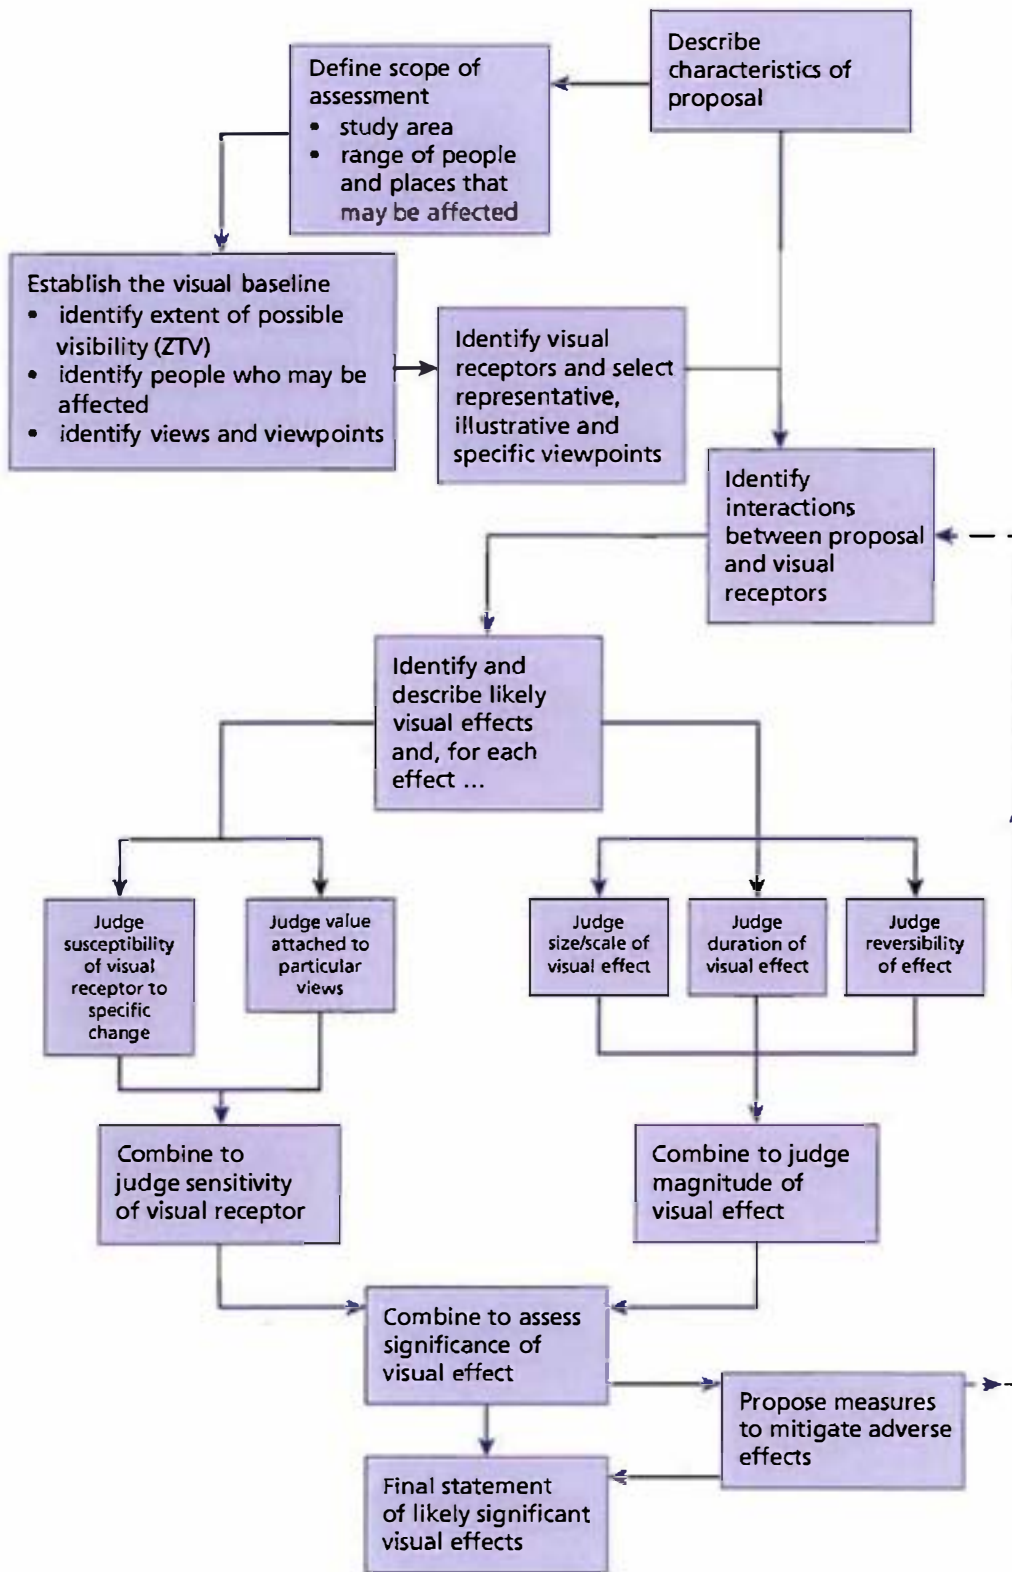 Describe
characteristics of
proposal
Define scope of
assessment
• study area
• range of people
and places that
may be affected
Establish the visual baseline
• identify extent of possible
visibility (ZTV)
• identify people who may be
affected
• identify views and viewpoints
Identify visual
receptors and select
representative,
illustrative and
specific viewpoints
Identify
interactions
between proposal
and visual
receptors
Identify and
describe likely
visual effects
and, for each
effect ...
Judge
susceptibility
of visual
receptor to
specific
change
Judge value
attached to
particular
views
Judge
size/scale of
visual effect
Judge
duration of
visual effect
Judge
reversibility
of effect
Combine to
judge sensitivity
of visual receptor
Combine to judge
magnitude of
visual effect
Combine to assess
significance of
visual effect
Propose measures
to mitigate adverse
effects
Final statement
of likely significant
visual effects